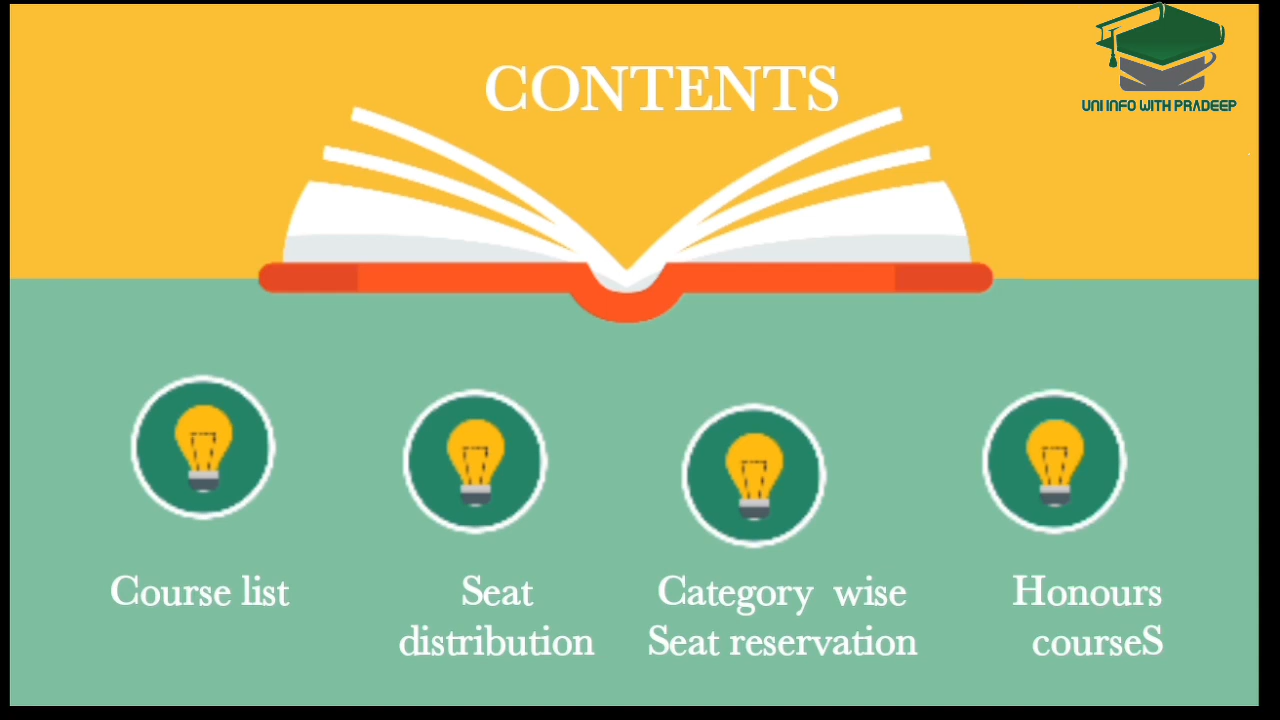 CONTENTS
UNI INFO WITH PRADEEP
Course list
Seat
distribution
Category wise
Seat reservation
Honours
courseS